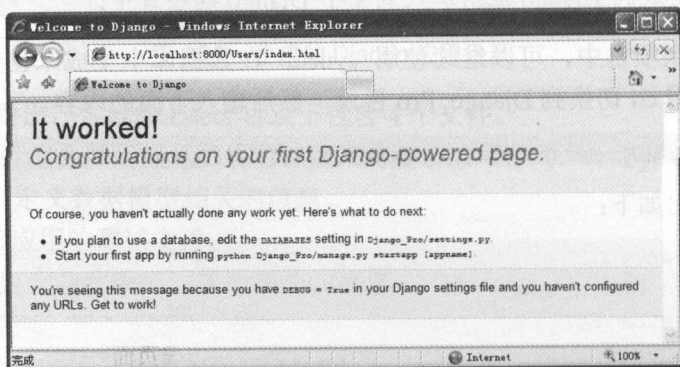 Welcome to Django - Windows Internet Explorer
http://localhost:8000/Users/index.html
Welcome to Django
It worked!
Congratulations on your first Django-powered page.
Of course, you haven't actually done any work yet. Here's what to do next:
• If you plan to use a database, edit the DATABASES setting in Django_Pro/settings.py.
• Start your first app by running python Django_Pro/manage.py startapp [appname].
You're seeing this message because you have DEBUG = True in your Django settings file and you haven't configured
any URLs. Get to work!
完成 Internet 100%